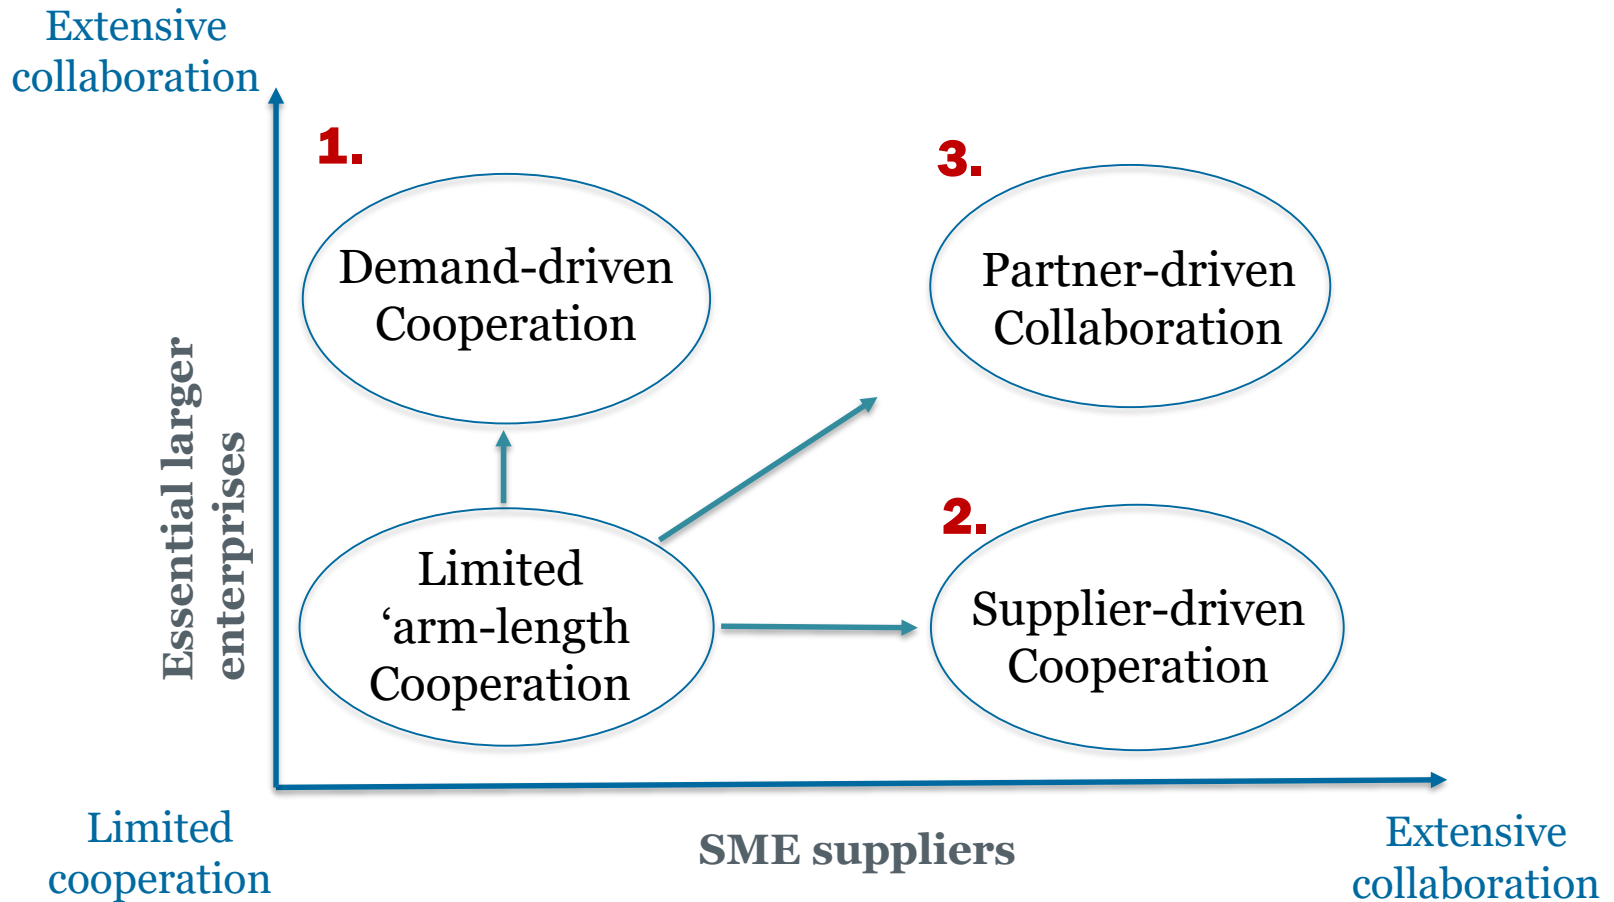 Extensive
collaboration
1.
3.
Demand-driven
Cooperation
Partner-driven
Collaboration
Essential larger
enterprises
2.
Limited
‘arm-length
Cooperation
Supplier-driven
Cooperation
Limited
cooperation
SME suppliers
Extensive
collaboration